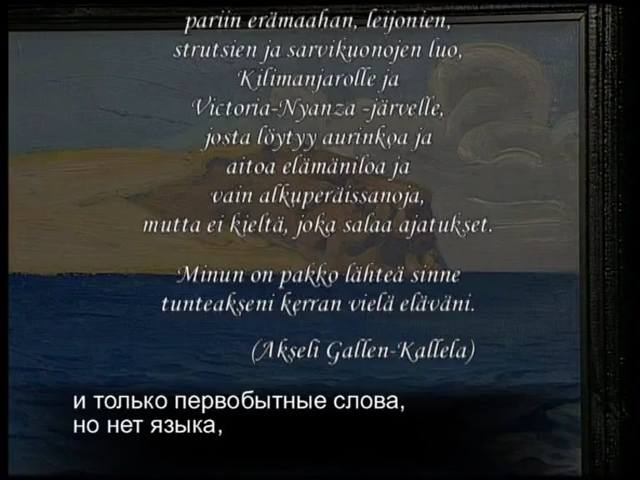 pariin erämaahan, leijonien,
strutsien ja sarvikuonojen luo,
Kilimanjarolle ja
Victoria-Nyanza -järvelle,
josta löytyy aurinkoa ja
aitoa elämäniloa ja
vain alkuperäissanoja,
mutta ei kieltä, joka salaa ajatukset.
Minun on pakko lähteä sinne
tunteakseni kerran vielä eläväni.
(Akseli Gallen-Kallela)
и только первобытные слова,
но нет языка,